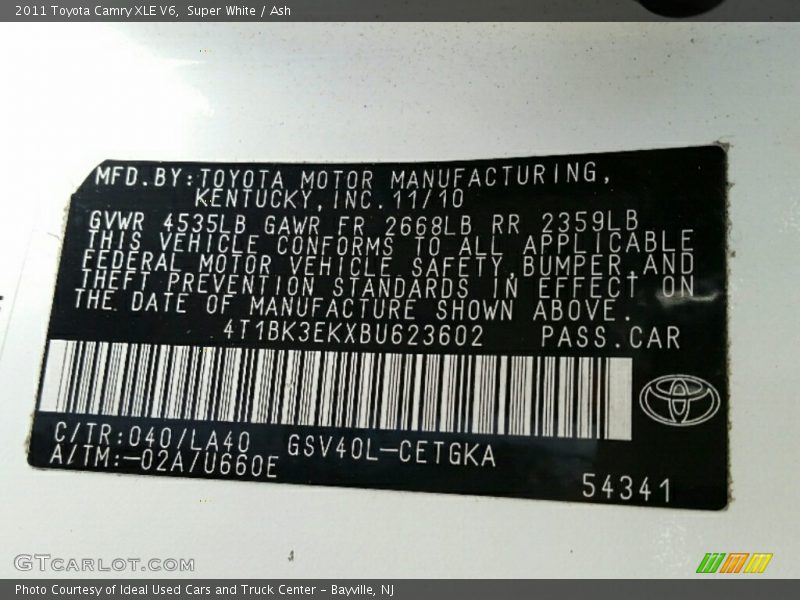 2011 Toyota Camry XLE V6, Super White / Ash
MFD.BY:TOYOTA MOTOR MANUFACTURING,
KENTUCKY,INC.11/10
GVWR 4535LB GAWR FR 2668LB RR 2359LB
THIS VEHICLE CONFORMS TO ALL APPLICABLE
FEDERAL MOTOR VEHICLE SAFETY,BUMPER,AND
THEFT PREVENTION STANDARDS IN EFFECT ON
THE DATE OF MANUFACTURE SHOWN ABOVE.
4T1BK3EKXBU623602 PASS.CAR
C/TR:040/LA40 GSV40L-CETGKA
A/TM:-02A/U660E
54341
GTCARLOT.COM
Photo Courtesy of Ideal Used Cars and Truck Center - Bayville, NJ